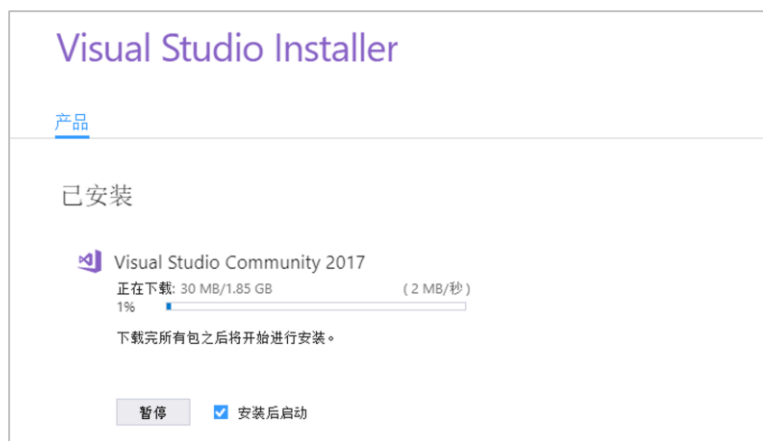 Visual Studio Installer
产品
已安装
Visual Studio Community 2017
正在下载: 30 MB/1.85 GB (2 MB/秒)
1%
下载完所有包之后将开始进行安装。
暂停 安装后启动